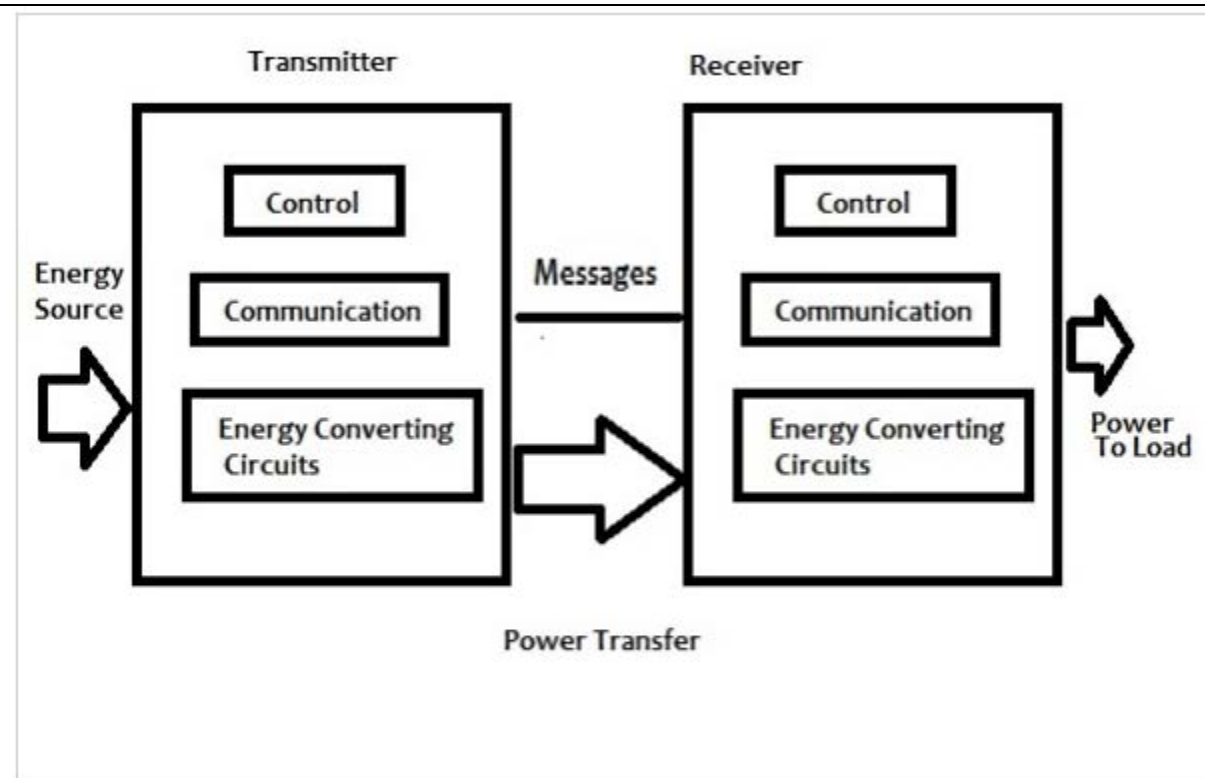 Transmitter
Receiver
Control
Control
Energy
Source
Messages
Communication
Communication
Energy Converting
Circuits
Energy Converting
Circuits
Power
To Load
Power Transfer